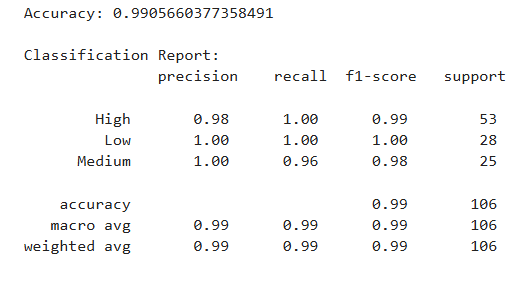 Accuracy: 0.9905660377358491
Classification Report:
precision recall f1-score support
High 0.98 1.00 0.99 53
Low 1.00 1.00 1.00 28
Medium 1.00 0.96 0.98 25
accuracy 0.99 106
macro avg 0.99 0.99 0.99 106
weighted avg 0.99 0.99 0.99 106